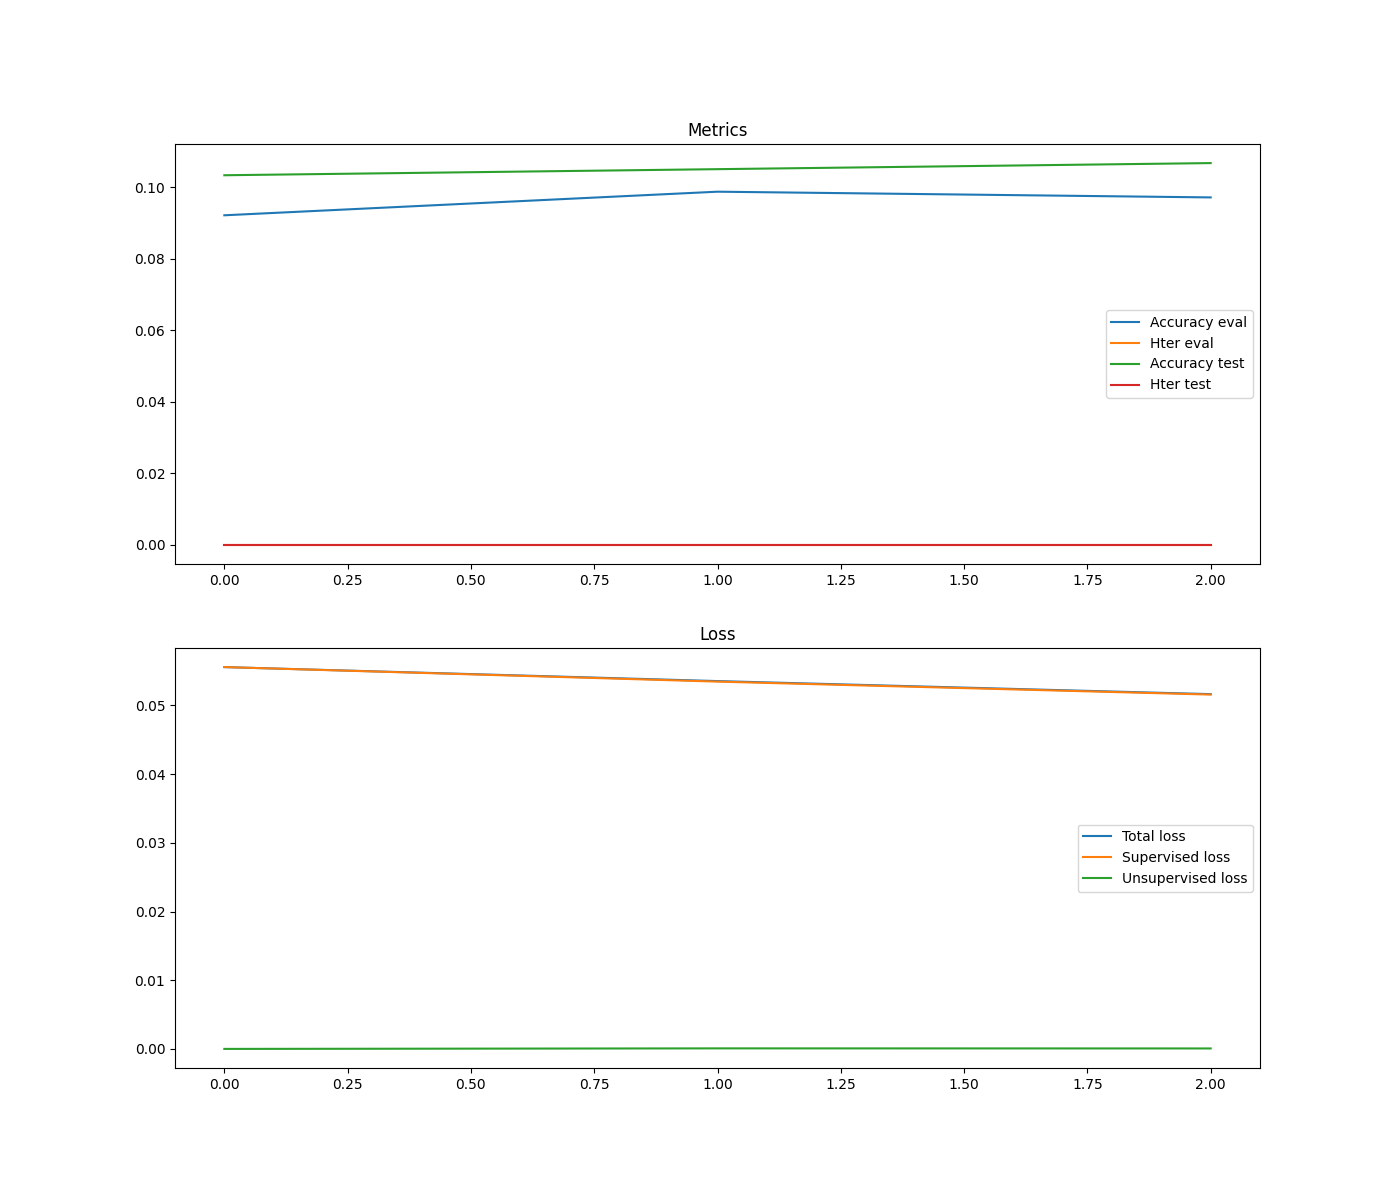 Metrics
0.10
0.08
0.06
0.04
0.02
0.00
Accuracy eval
Hter eval
Accuracy test
Hter test
0.00 0.25 0.50 0.75 1.00 1.25 1.50 1.75 2.00
Loss
0.05
0.04
0.03
0.02
0.01
0.00
Total loss
Supervised loss
Unsupervised loss
0.00 0.25 0.50 0.75 1.00 1.25 1.50 1.75 2.00